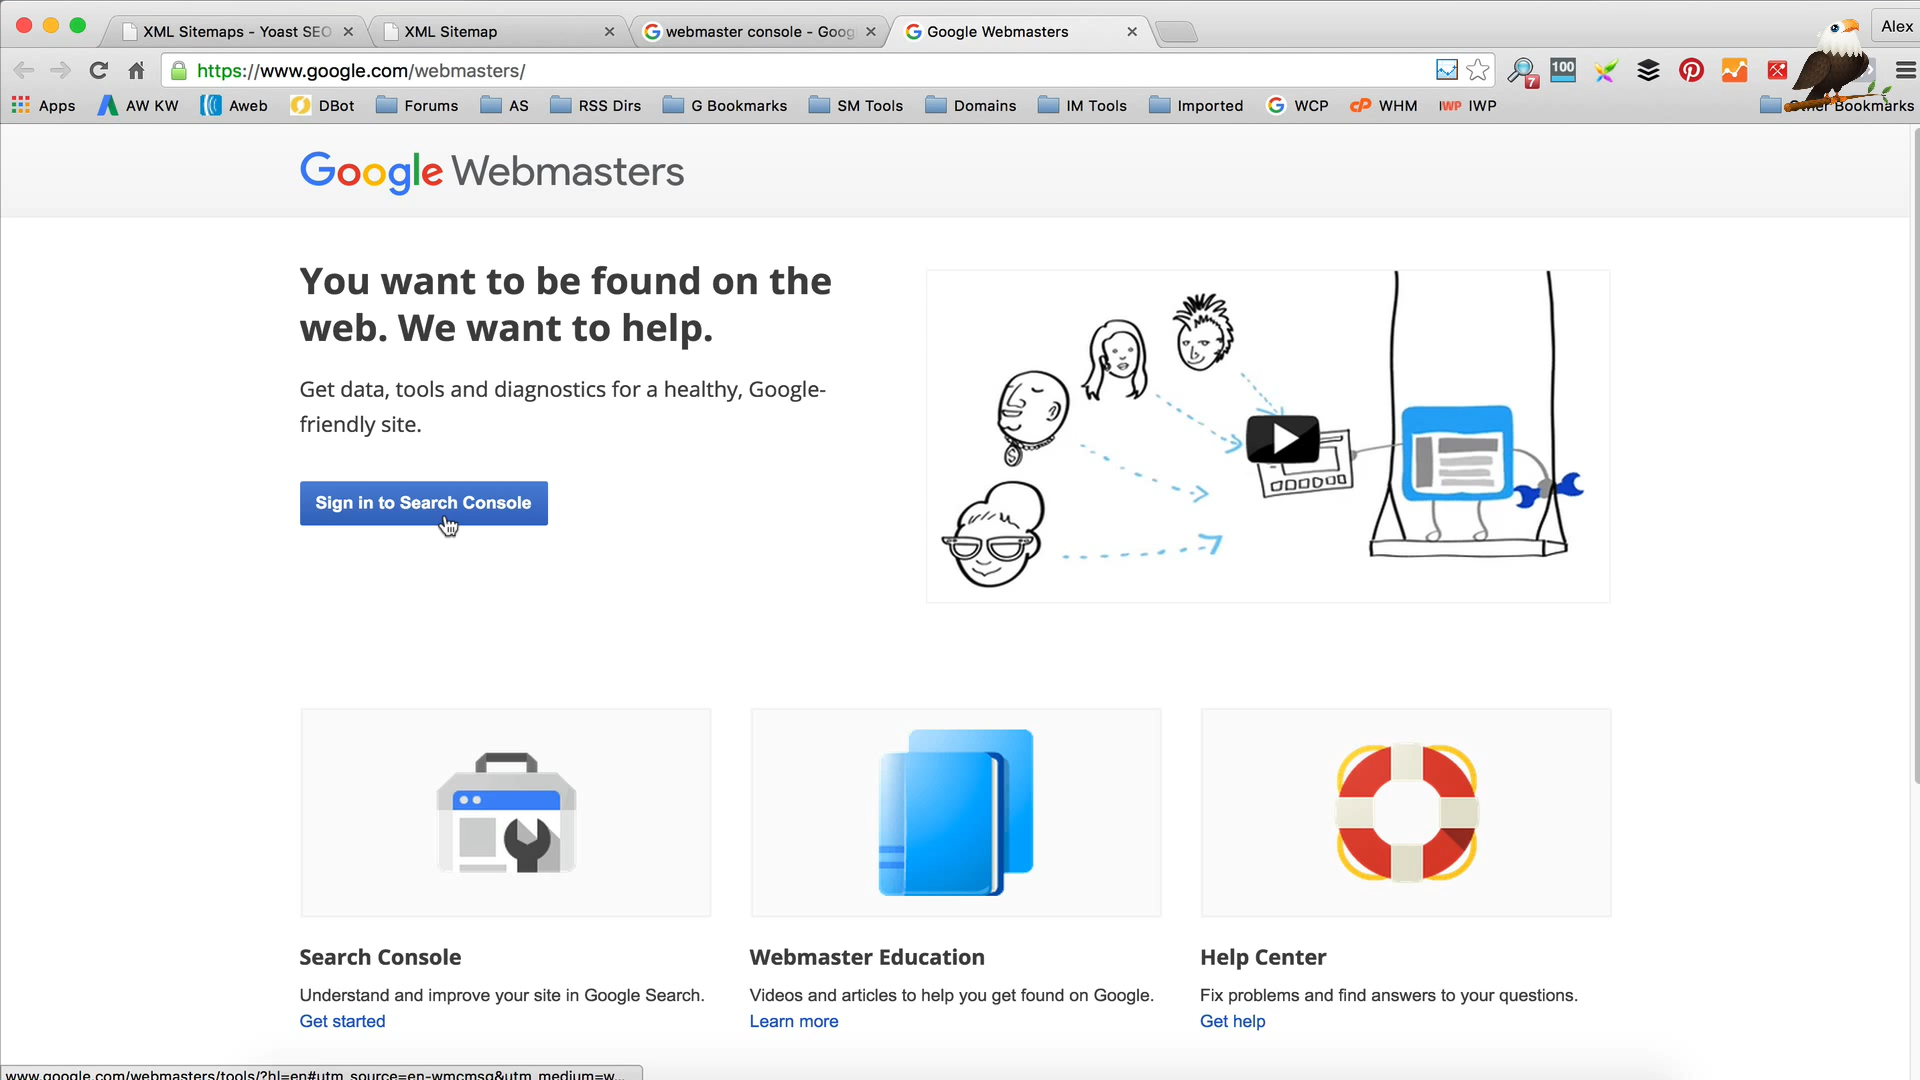 XML Sitemaps - Yoast SEO
XML Sitemap
webmaster console - Goog
Google Webmasters
Alex
https://www.google.com/webmasters/
7
100
Apps
AW KW
Aweb
DBot
Forums
AS
RSS Dirs
G Bookmarks
SM Tools
Domains
IM Tools
Imported
WCP
cP WHM
IWP IWP
Other Bookmarks
Google Webmasters
You want to be found on the
web. We want to help.
Get data, tools and diagnostics for a healthy, Google-
friendly site.
Sign in to Search Console
Search Console
Understand and improve your site in Google Search.
Get started
Webmaster Education
Videos and articles to help you get found on Google.
Learn more
Help Center
Fix problems and find answers to your questions.
Get help
www.google.com/webmasters/tools/?hl=en#utm_source=en-wmcmsg&utm_medium=w...